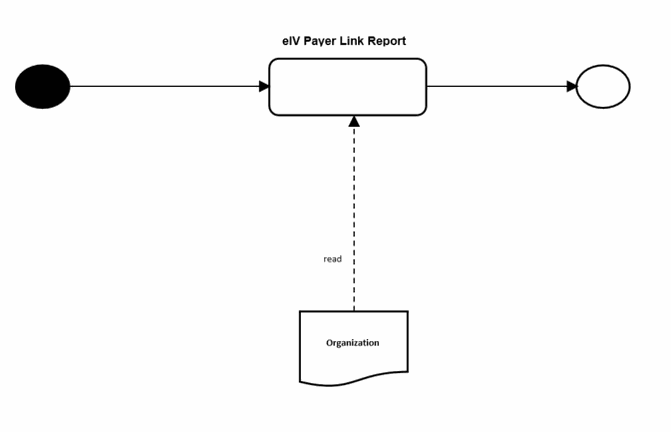 eIV Payer Link Report
read
Organization